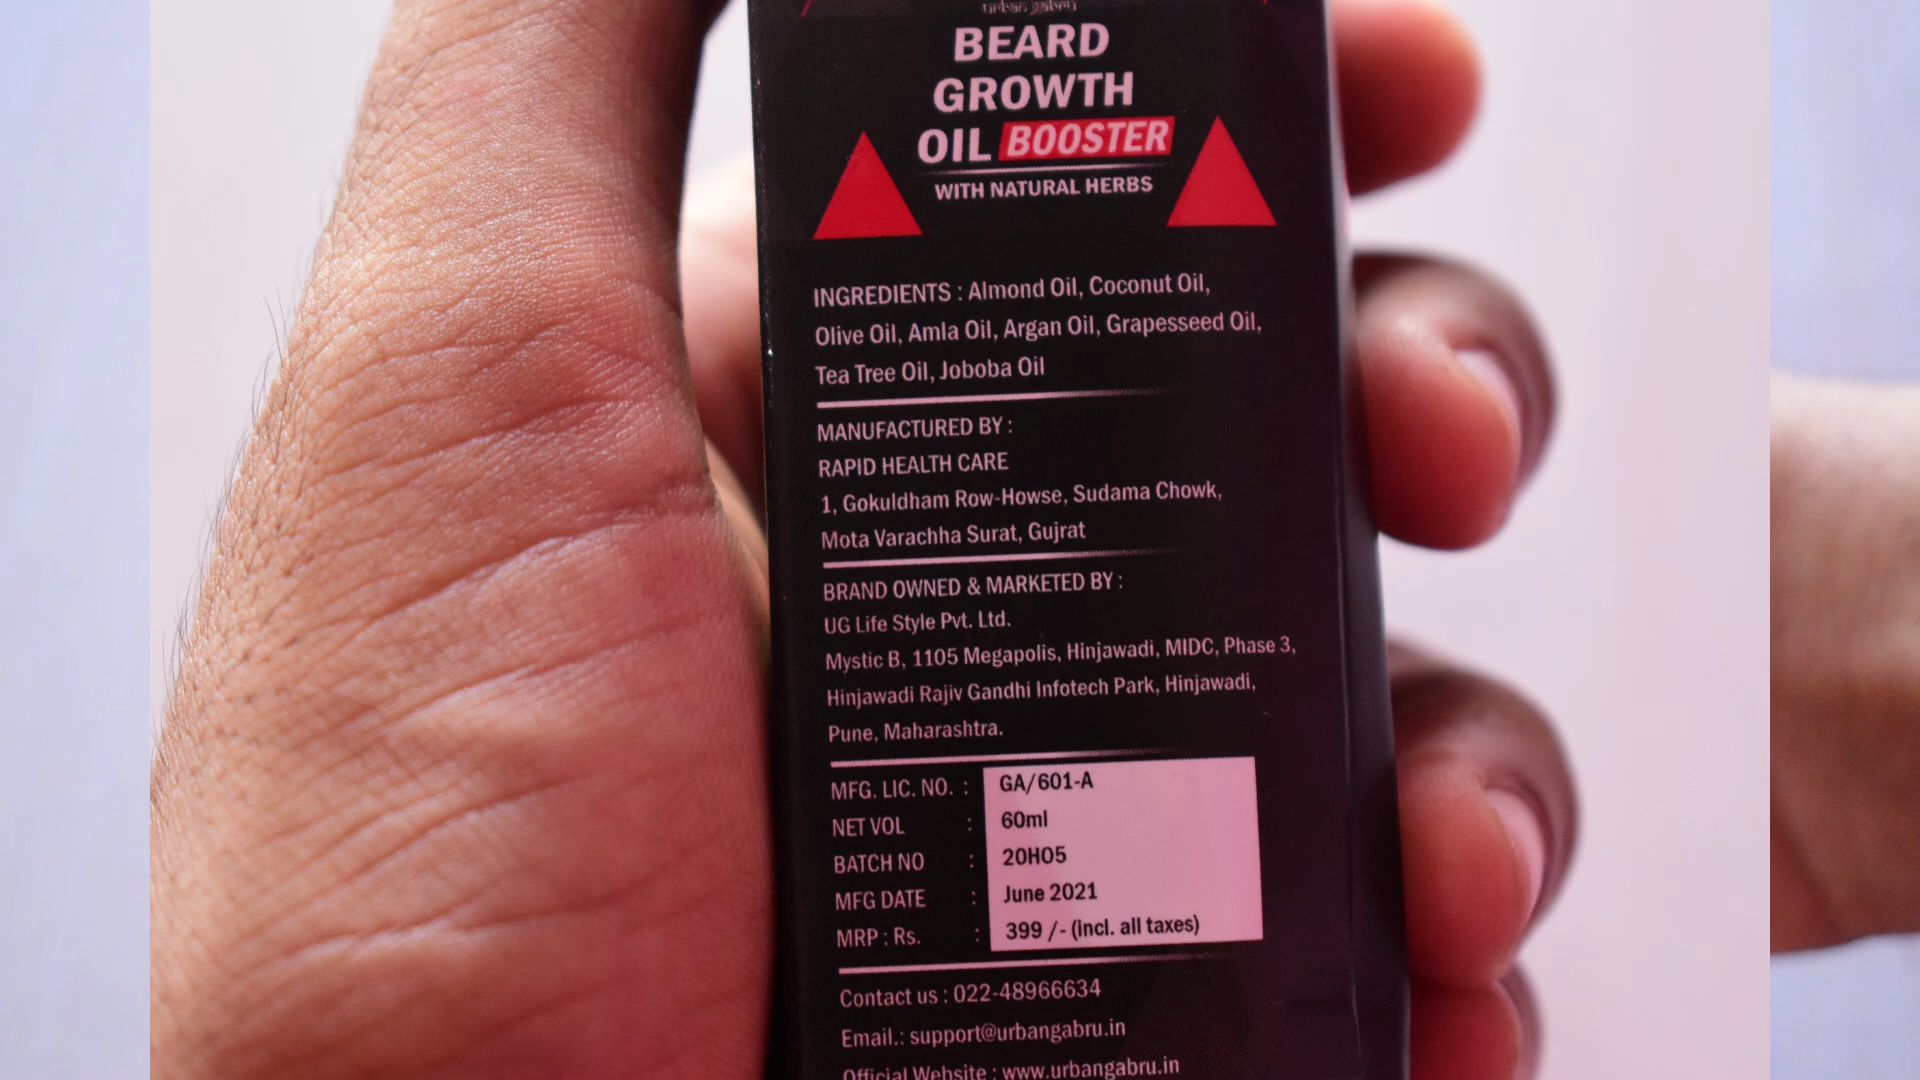 urban gabru
BEARD
GROWTH
OIL BOOSTER
WITH NATURAL HERBS
INGREDIENTS : Almond Oil, Coconut Oil,
Olive Oil, Amla Oil, Argan Oil, Grapesseed Oil,
Tea Tree Oil, Joboba Oil
MANUFACTURED BY :
RAPID HEALTH CARE
1, Gokuldham Row-Howse, Sudama Chowk,
Mota Varachha Surat, Gujrat
BRAND OWNED & MARKETED BY :
UG Life Style Pvt. Ltd.
Mystic B, 1105 Megapolis, Hinjawadi, MIDC, Phase 3,
Hinjawadi Rajiv Gandhi Infotech Park, Hinjawadi,
Pune, Maharashtra.
MFG. LIC. NO. : GA/601-A
NET VOL : 60ml
BATCH NO : 20H05
MFG DATE : June 2021
MRP : Rs. : 399 /- (incl. all taxes)
Contact us : 022-48966634
Email.: support@urbangabru.in
Official Website : www.urbangabru.in